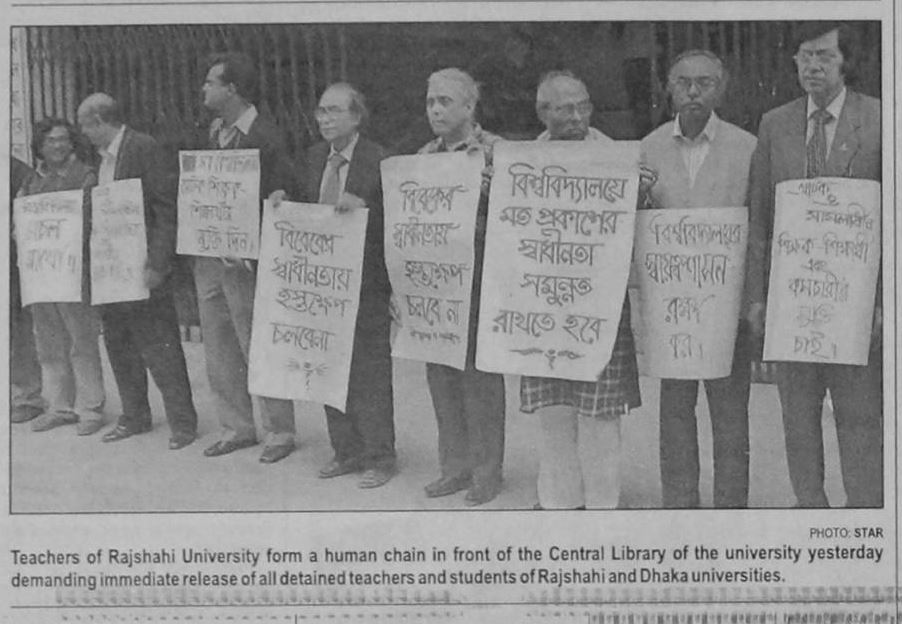 সচল
রাখো।
শিক্ষক-
শিক্ষার্থীর
মুক্তি দিন।
বিবেকের
স্বাধীনতায়
হস্তক্ষেপ
চলবেনা
বিবেকের
স্বাধীনতায়
হস্তক্ষেপ
চলবে না
বিশ্ববিদ্যালয়ে
মত প্রকাশের
স্বাধীনতা
সমুন্নত
রাখতে হবে
বিশ্ববিদ্যালয়ের
স্বায়ত্বশাসন
রক্ষা
কর।
ঢাবি ও
রাজশাহীর
শিক্ষক-শিক্ষার্থী
এবং
কর্মচারীর
মুক্তি
চাই।
PHOTO: STAR
Teachers of Rajshahi University form a human chain in front of the Central Library of the university yesterday
demanding immediate release of all detained teachers and students of Rajshahi and Dhaka universities.